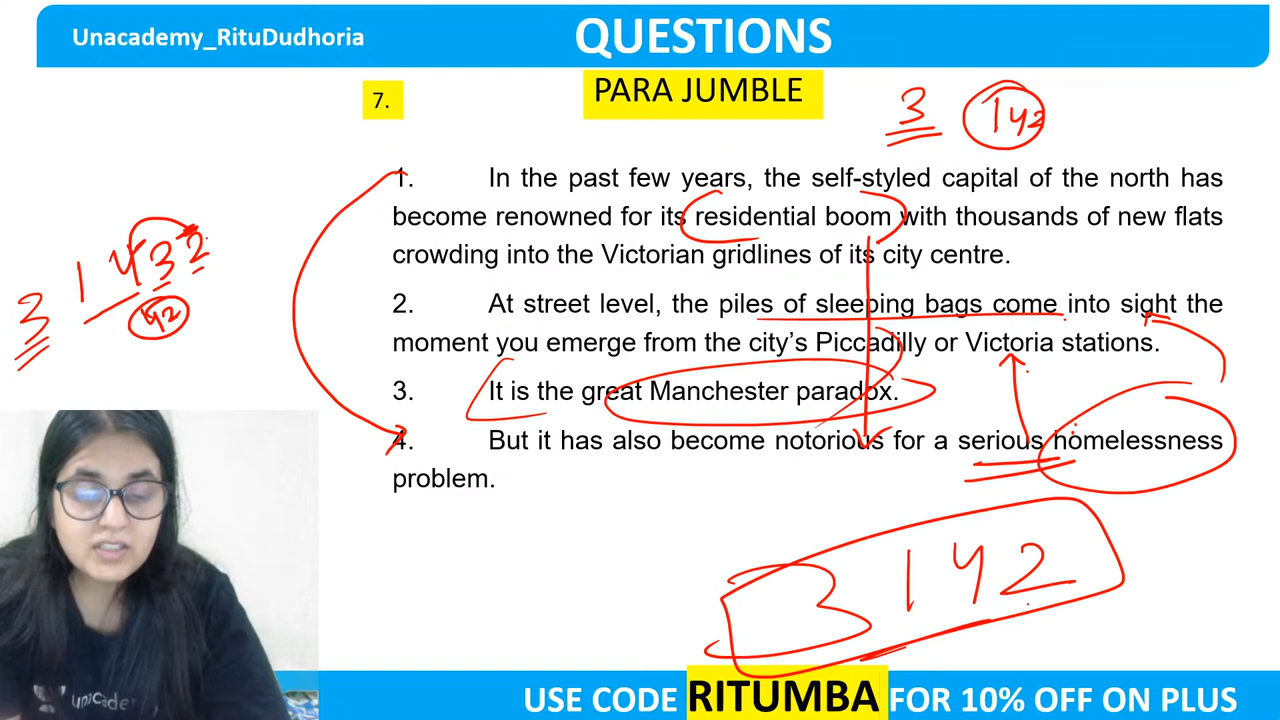 Unacademy_RituDudhoria
QUESTIONS
PARA JUMBLE
7.
3 142
1. In the past few years, the self-styled capital of the north has
become renowned for its residential boom with thousands of new flats
crowding into the Victorian gridlines of its city centre.
2. At street level, the piles of sleeping bags come into sight the
moment you emerge from the city's Piccadilly or Victoria stations.
3. It is the great Manchester paradox.
4. But it has also become notorious for a serious homelessness
problem.
3 1 4 3 2
42
3 1 4 2
unacade
USE CODE RITUMBA FOR 10% OFF ON PLUS